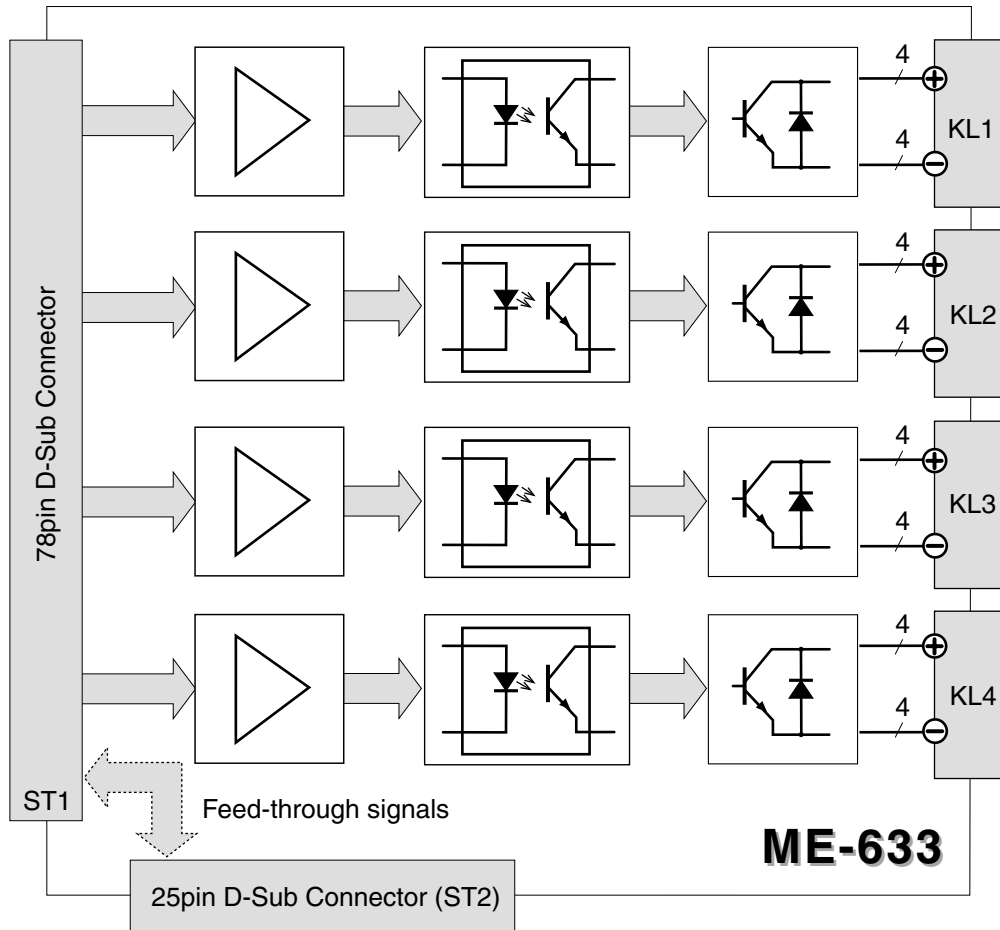 78pin D-Sub Connector
ST1
4
+
4
−
KL1
4
+
4
−
KL2
4
+
4
−
KL3
4
+
4
−
KL4
Feed-through signals
ME-633
25pin D-Sub Connector (ST2)